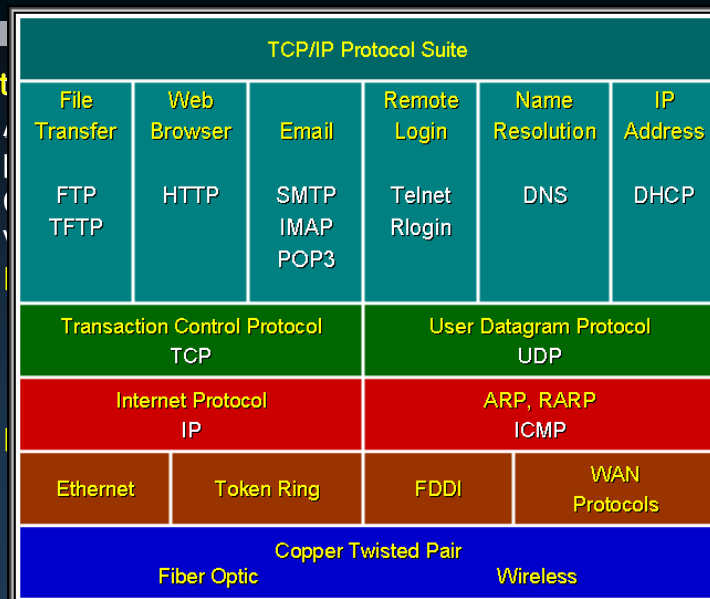 TCP/IP Protocol Suite
File Transfer
FTP
TFTP
Web Browser
HTTP
Email
SMTP
IMAP
POP3
Remote Login
Telnet
Rlogin
Name Resolution
DNS
IP Address
DHCP
Transaction Control Protocol
TCP
User Datagram Protocol
UDP
Internet Protocol
IP
ARP, RARP
ICMP
Ethernet
Token Ring
FDDI
WAN
Protocols
Copper Twisted Pair
Fiber Optic
Wireless